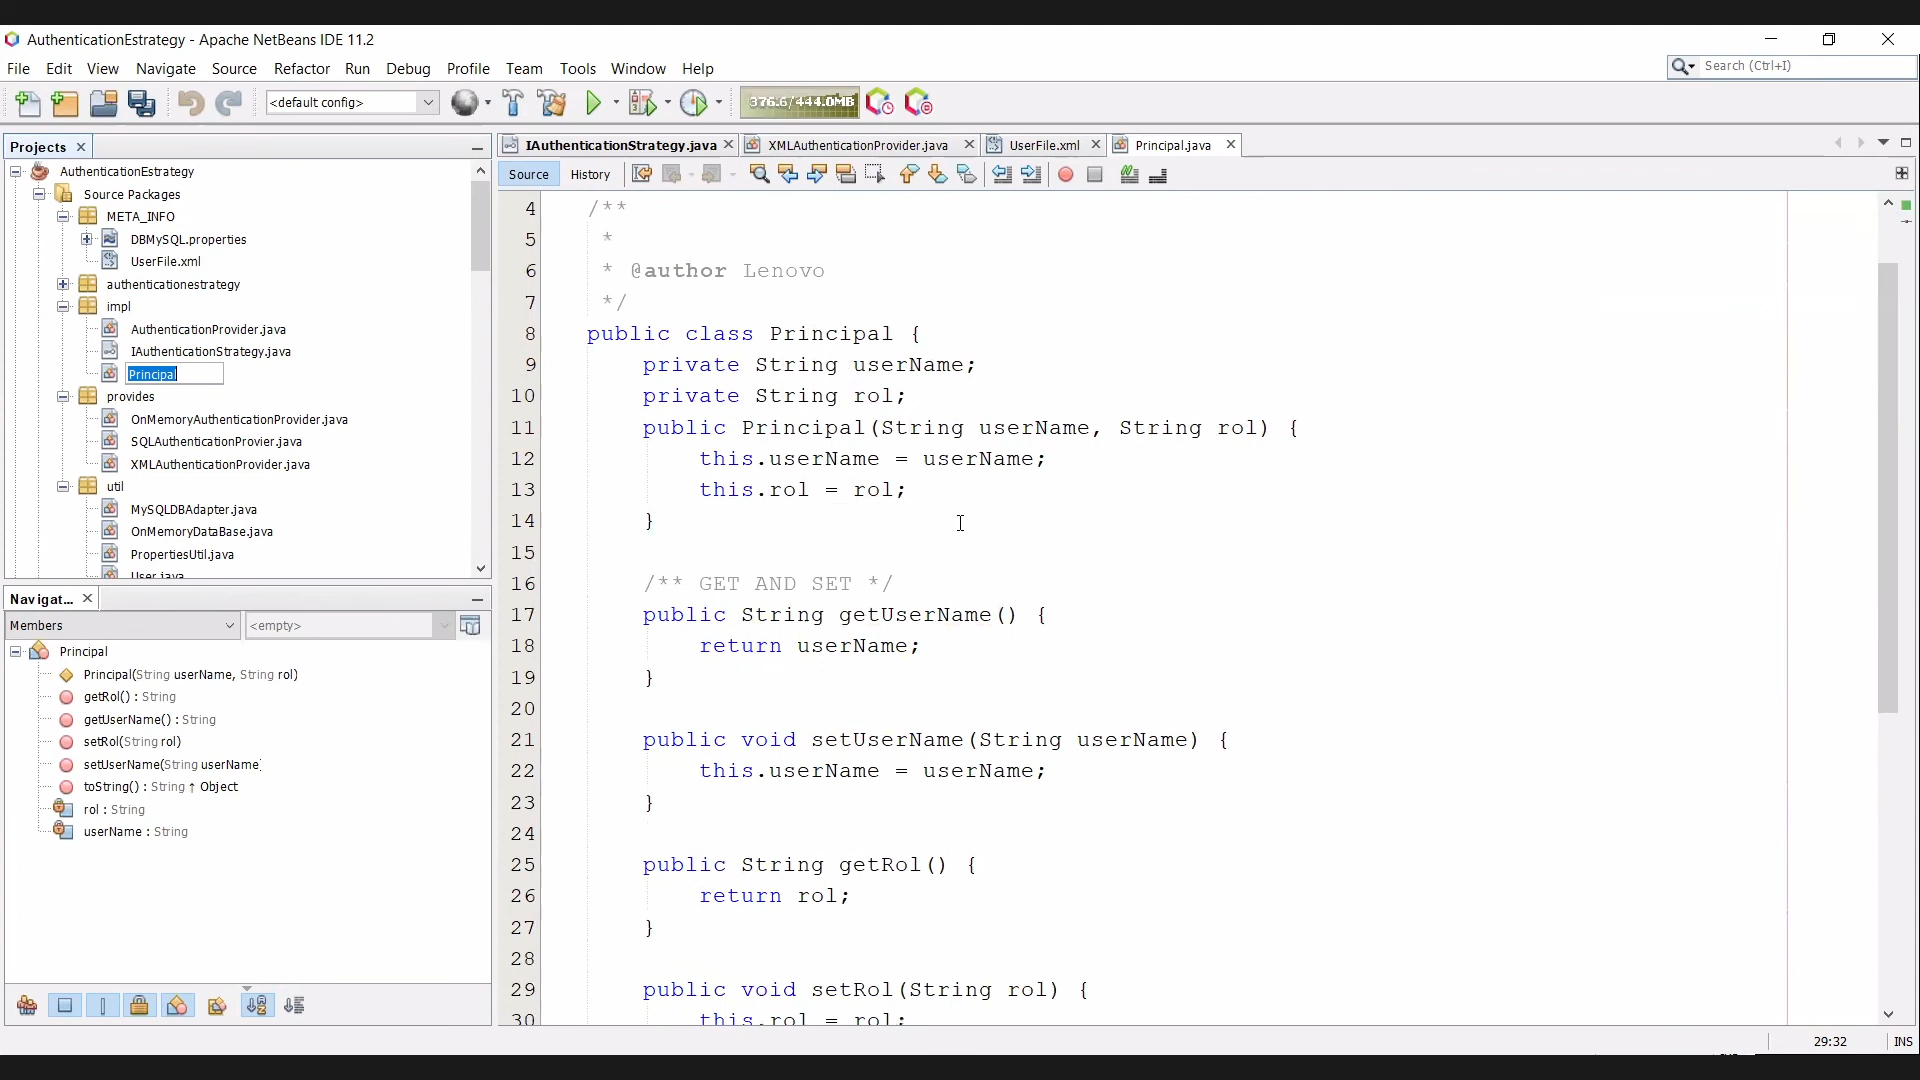 AuthenticationEstrategy - Apache NetBeans IDE 11.2
File Edit View Navigate Source Refactor Run Debug Profile Team Tools Window Help
Search (Ctrl+I)
<default config>
376.6/444.0MB
Projects
IAuthenticationStrategy.java XMLAuthenticationProvider.java UserFile.xml Principal.java
Source History
AuthenticationEstrategy
Source Packages
META_INFO
DBMySQL.properties
UserFile.xml
authenticationestrategy
impl
AuthenticationProvider.java
IAuthenticationStrategy.java
Principal
provides
OnMemoryAuthenticationProvider.java
SQLAuthenticationProvier.java
XMLAuthenticationProvider.java
util
MySQLDBAdapter.java
OnMemoryDataBase.java
PropertiesUtil.java
User.java
Navigat...
Members <empty>
Principal
Principal(String userName, String rol)
getRol() : String
getUserName() : String
setRol(String rol)
setUserName(String userName)
toString() : String ↑ Object
rol : String
userName : String
4 /**
5 *
6 * @author Lenovo
7 */
8 public class Principal {
9 private String userName;
10 private String rol;
11 public Principal(String userName, String rol) {
12 this.userName = userName;
13 this.rol = rol;
14 }
15
16 /** GET AND SET */
17 public String getUserName() {
18 return userName;
19 }
20
21 public void setUserName(String userName) {
22 this.userName = userName;
23 }
24
25 public String getRol() {
26 return rol;
27 }
28
29 public void setRol(String rol) {
30 this.rol = rol;
29:32 INS